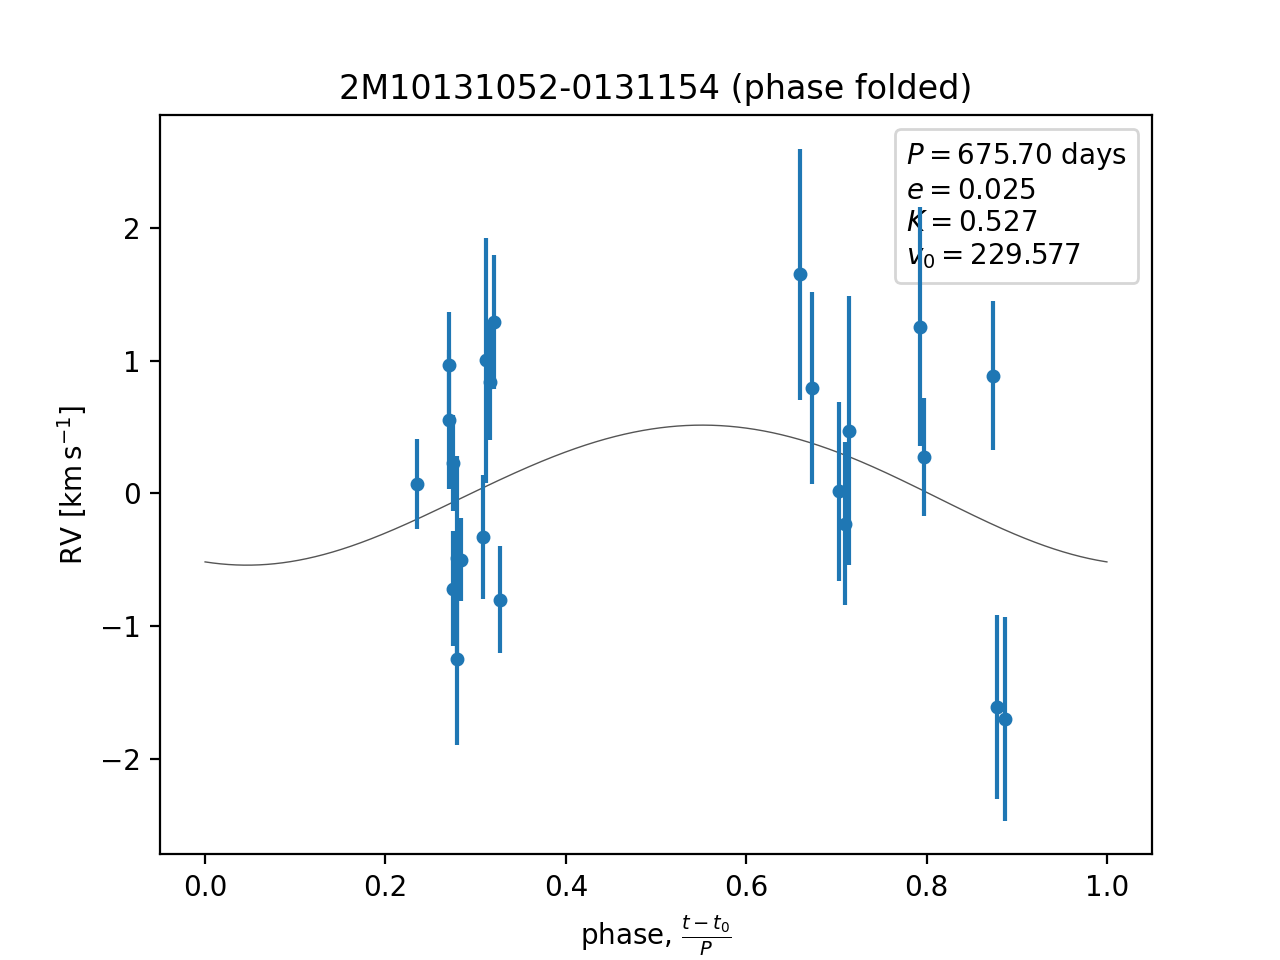 2M10131052-0131154 (phase folded)
P = 675.70 days
e = 0.025
K = 0.527
v₀ = 229.577
2
1
0
−1
−2
RV [km s⁻¹]
0.0 0.2 0.4 0.6 0.8 1.0
phase, (t − t₀)/P